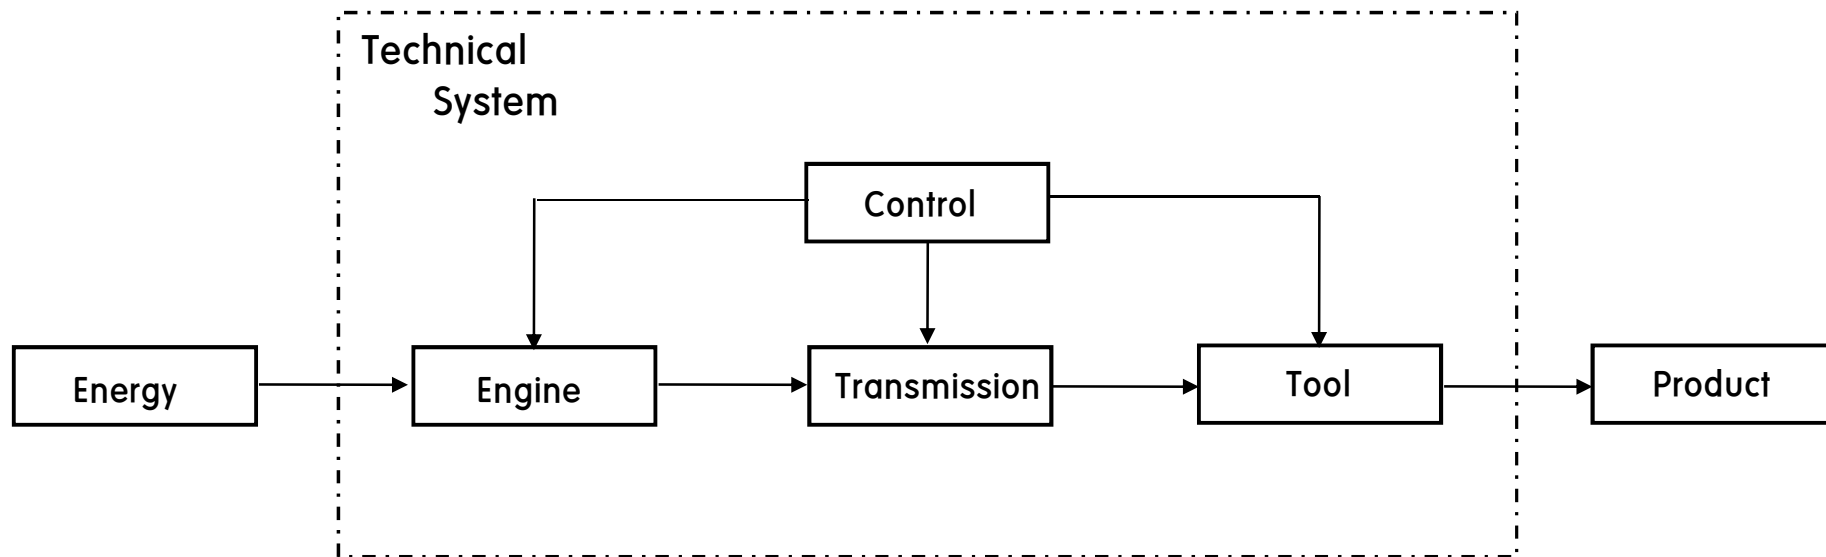 Technical
System
Control
Energy
Engine
Transmission
Tool
Product